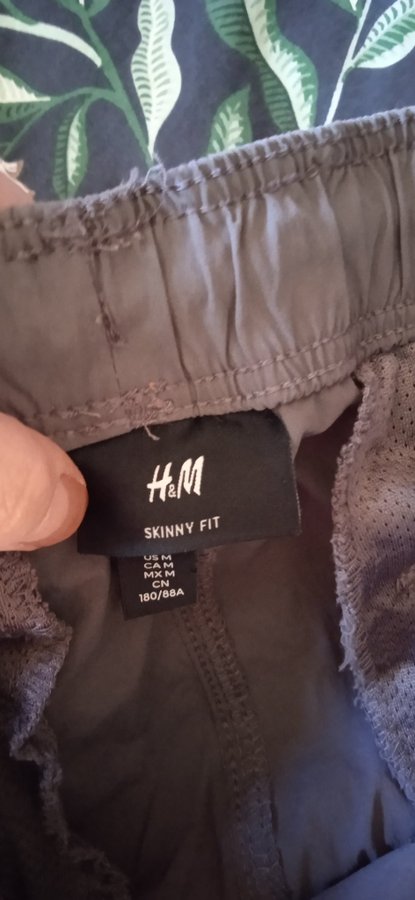 H&M
SKINNY FIT
US M
CA M
MX M
CN
180/88A